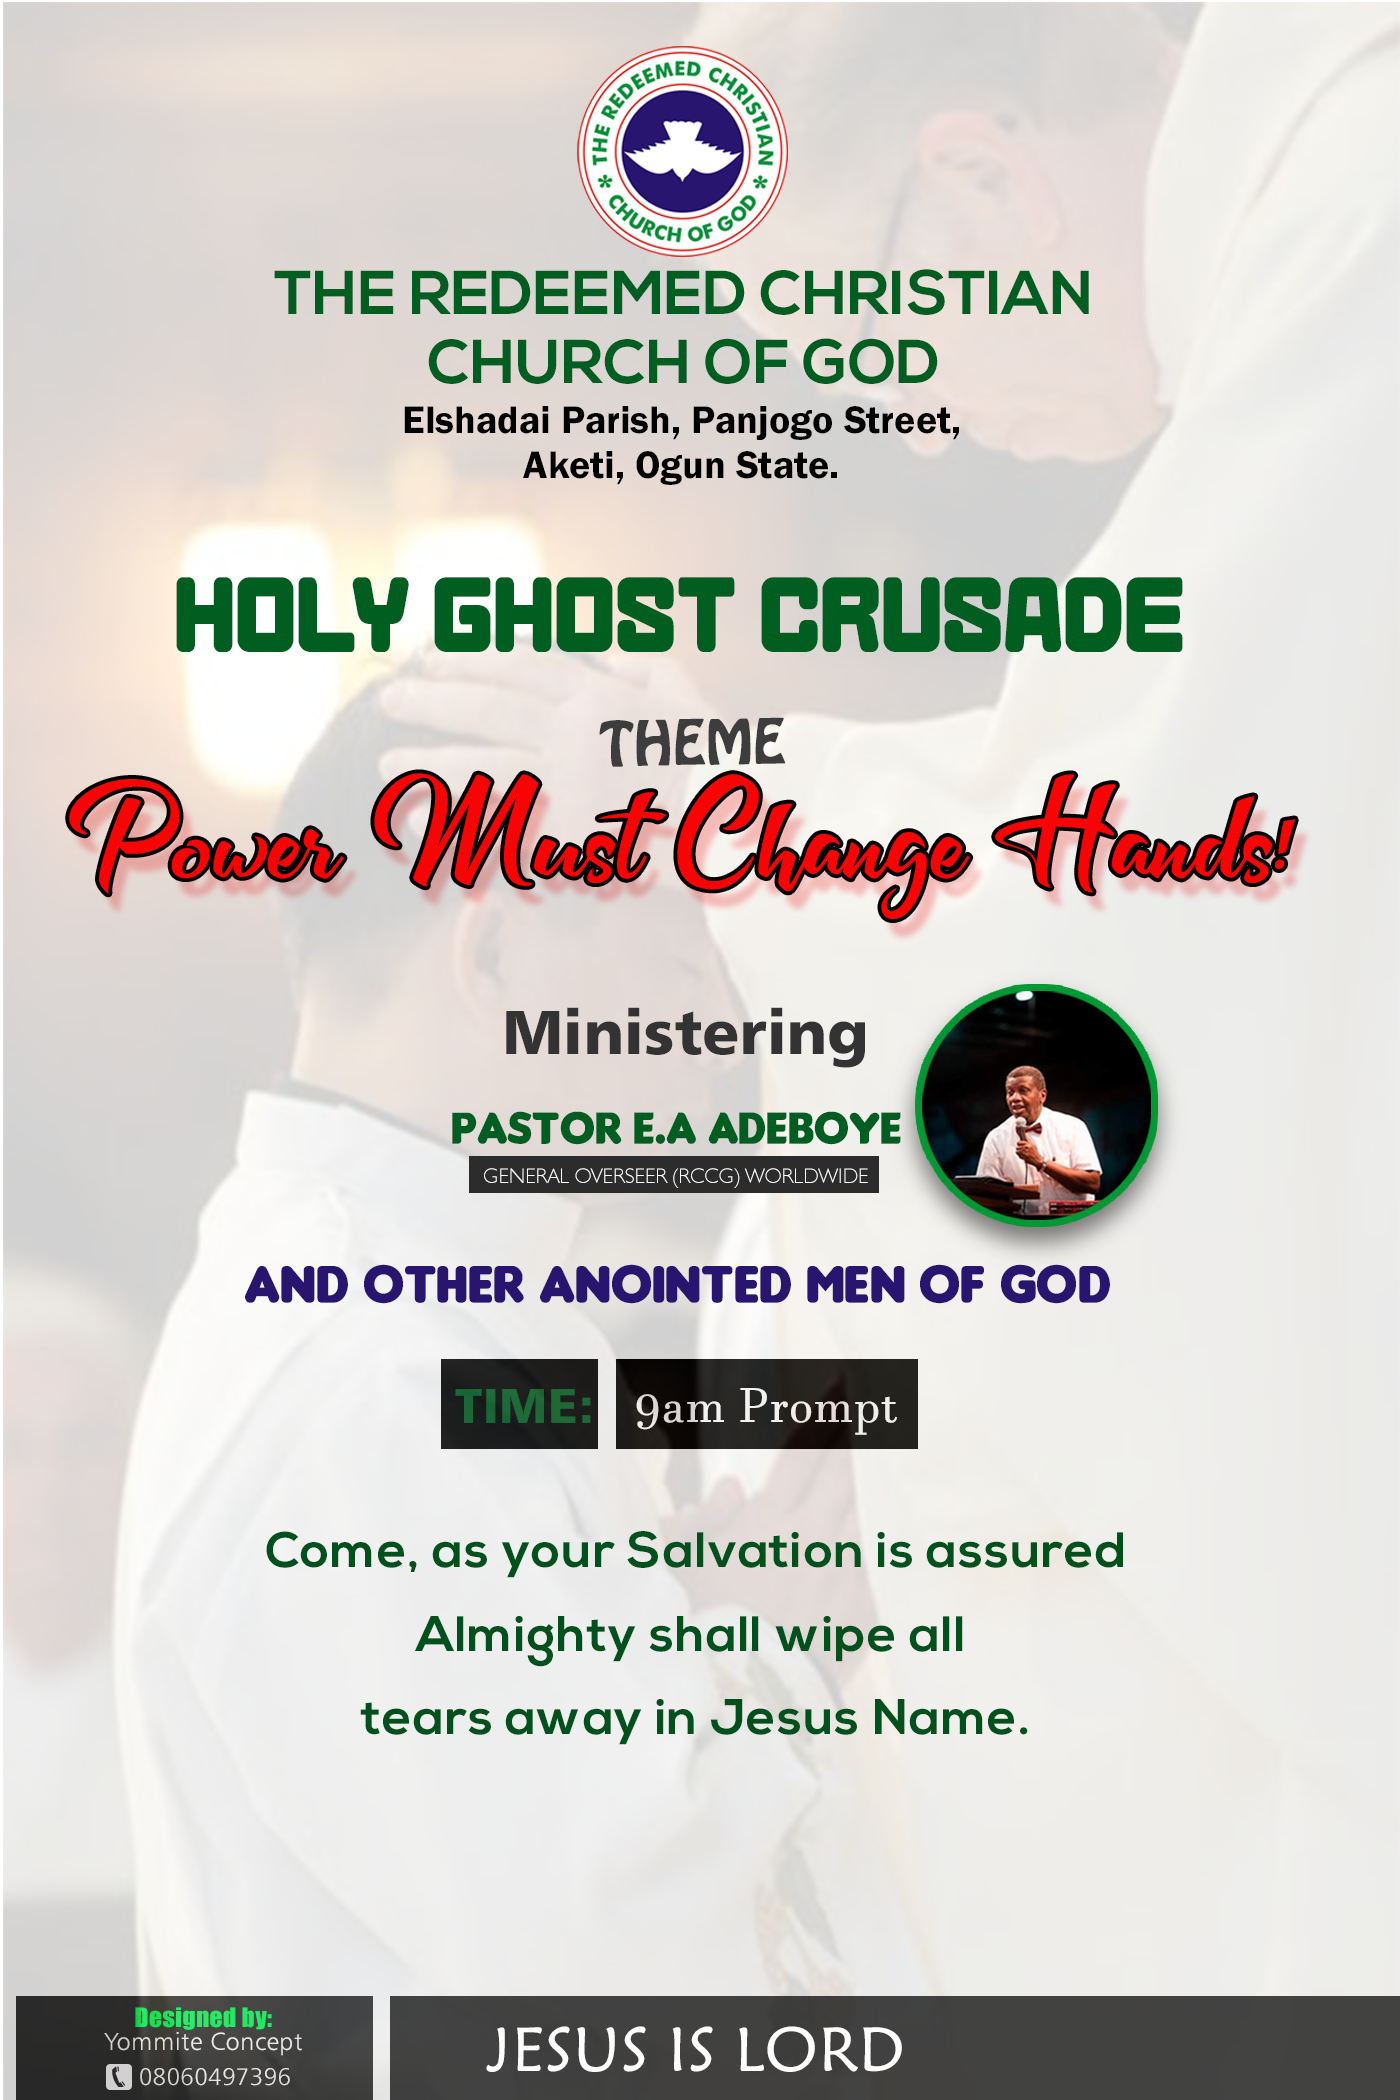 THE REDEEMED CHRISTIAN
CHURCH OF GOD
THE REDEEMED CHRISTIAN
CHURCH OF GOD
Elshadai Parish, Panjogo Street,
Aketi, Ogun State.
HOLY GHOST CRUSADE
THEME
Power Must Change Hands!
Ministering
PASTOR E.A ADEBOYE
GENERAL OVERSEER (RCCG) WORLDWIDE
AND OTHER ANOINTED MEN OF GOD
TIME: 9am Prompt
Come, as your Salvation is assured
Almighty shall wipe all
tears away in Jesus Name.
Designed by:
Yommite Concept
08060497396
JESUS IS LORD